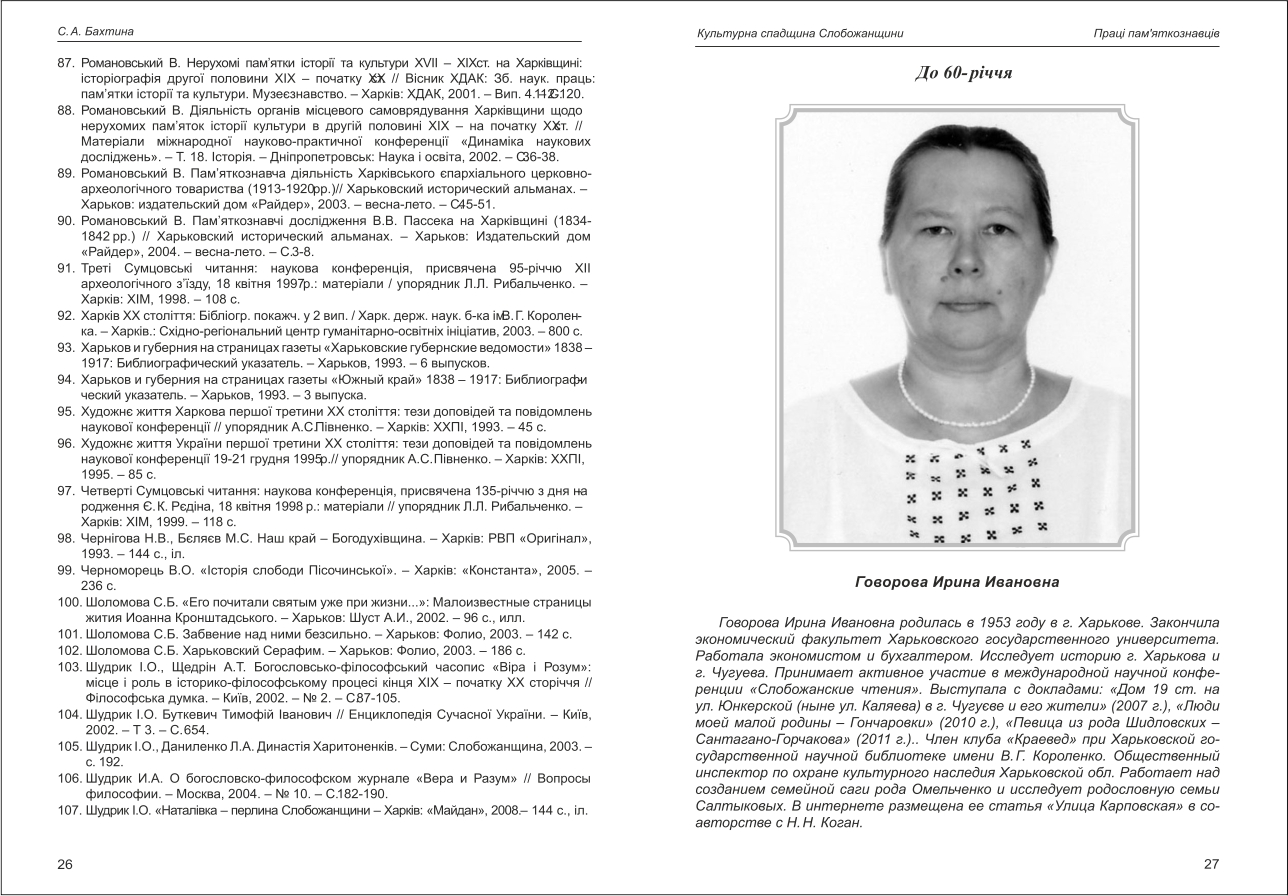 С. А. Бахтина
87. Романовський В. Нерухомі пам’ятки історії та культури XVII – XIXст. на Харківщині:
історіографія другої половини XIX – початку XXст. // Вісник ХДАК: Зб. наук. праць:
пам’ятки історії та культури. Музеєзнавство. – Харків: ХДАК, 2001. – Вип. 4. – С.112-120.
88. Романовський В. Діяльність органів місцевого самоврядування Харківщини щодо
нерухомих пам’яток історії культури в другій половині XIX – на початку XXст. //
Матеріали міжнародної науково-практичної конференції «Динаміка наукових
досліджень». – Т. 18. Історія. – Дніпропетровськ: Наука і освіта, 2002. – С.36-38.
89. Романовський В. Пам’яткознавча діяльність Харківського єпархіального церковно-
археологічного товариства (1913-1920рр.)// Харьковский исторический альманах. –
Харьков: издательский дом «Райдер», 2003. – весна-лето. – С.45-51.
90. Романовський В. Пам’яткознавчі дослідження В.В. Пассека на Харківщині (1834-
1842 рр.) // Харьковский исторический альманах. – Харьков: Издательский дом
«Райдер», 2004. – весна-лето. – С.3-8.
91. Треті Сумцовські читання: наукова конференція, присвячена 95-річчю XII
археологічного з’їзду, 18 квітня 1997р.: матеріали / упорядник Л.Л. Рибальченко. –
Харків: ХІМ, 1998. – 108 с.
92. Харків XX століття: Бібліогр. покажч. у 2 вип. / Харк. держ. наук. б-ка ім.В. Г. Королен-
ка. – Харків.: Східно-регіональний центр гуманітарно-освітніх ініціатив, 2003. – 800 с.
93. Харьков и губерния на страницах газеты «Харьковские губернские ведомости» 1838 –
1917: Библиографический указатель. – Харьков, 1993. – 6 выпусков.
94. Харьков и губерния на страницах газеты «Южный край» 1838 – 1917: Библиографи
ческий указатель. – Харьков, 1993. – 3 выпуска.
95. Художнє життя Харкова першої третини XX століття: тези доповідей та повідомлень
наукової конференції // упорядник А.С.Півненко. – Харків: ХХПІ, 1993. – 45 с.
96. Художнє життя України першої третини XX століття: тези доповідей та повідомлень
наукової конференції 19-21 грудня 1995р.// упорядник А.С.Півненко. – Харків: ХХПІ,
1995. – 85 с.
97. Четверті Сумцовські читання: наукова конференція, присвячена 135-річчю з дня на
родження Є. К. Рєдіна, 18 квітня 1998 р.: матеріали // упорядник Л.Л. Рибальченко. –
Харків: ХІМ, 1999. – 118 с.
98. Чернігова Н.В., Бєляєв М.С. Наш край – Богодухівщина. – Харків: РВП «Оригінал»,
1993. – 144 с., іл.
99. Черноморець В.О. «Історія слободи Пісочинської». – Харків: «Константа», 2005. –
236 с.
100. Шоломова С.Б. «Его почитали святым уже при жизни...»: Малоизвестные страницы
жития Иоанна Кронштадского. – Харьков: Шуст А.И., 2002. – 96 с., илл.
101. Шоломова С.Б. Забвение над ними безсильно. – Харьков: Фолио, 2003. – 142 с.
102. Шоломова С.Б. Харьковский Серафим. – Харьков: Фолио, 2003. – 186 с.
103. Шудрик І.О., Щедрін А.Т. Богословсько-філософський часопис «Віра і Розум»:
місце і роль в історико-філософському процесі кінця XIX – початку XX сторіччя //
Філософська думка. – Київ, 2002. – № 2. – С.87-105.
104. Шудрик І.О. Буткевич Тимофій Іванович // Енциклопедія Сучасної України. – Київ,
2002. – Т 3. – С. 654.
105. Шудрик І.О., Даниленко Л.А. Династія Харитоненків. – Суми: Слобожанщина, 2003. –
с. 192.
106. Шудрик И.А. О богословско-философском журнале «Вера и Разум» // Вопросы
философии. – Москва, 2004. – № 10. – С.182-190.
107. Шудрик І.О. «Наталівка – перлина Слобожанщини – Харків: «Майдан», 2008.– 144 с., іл.
26
Культурна спадщина Слобожанщини Праці пам'яткознавців
До 60-річчя
Говорова Ирина Ивановна
Говорова Ирина Ивановна родилась в 1953 году в г. Харькове. Закончила
экономический факультет Харьковского государственного университета.
Работала экономистом и бухгалтером. Исследует историю г. Харькова и
г. Чугуева. Принимает активное участие в международной научной конфе-
ренции «Слобожанские чтения». Выступала с докладами: «Дом 19 ст. на
ул. Юнкерской (ныне ул. Каляева) в г. Чугуєве и его жители» (2007 г.), «Люди
моей малой родины – Гончаровки» (2010 г.), «Певица из рода Шидловских –
Сантагано-Горчакова» (2011 г.).. Член клуба «Краевед» при Харьковской го-
сударственной научной библиотеке имени В. Г. Короленко. Общественный
инспектор по охране культурного наследия Харьковской обл. Работает над
созданием семейной саги рода Омельченко и исследует родословную семьи
Салтыковых. В интернете размещена ее статья «Улица Карповская» в со-
авторстве с Н. Н. Коган.
27